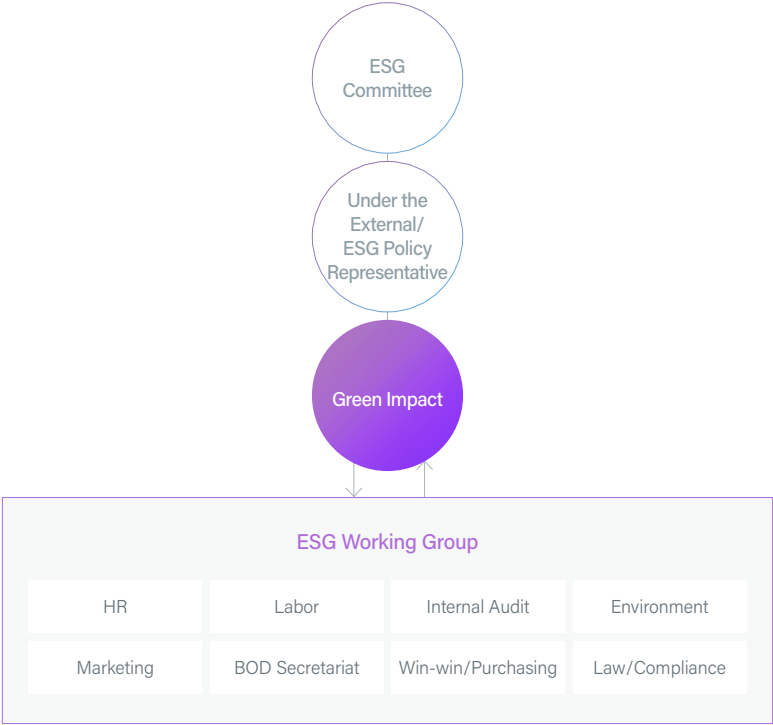 ESG
Committee
Under the
External/
ESG Policy
Representative
Green Impact
ESG Working Group
HR
Labor
Internal Audit
Environment
Marketing
BOD Secretariat
Win-win/Purchasing
Law/Compliance